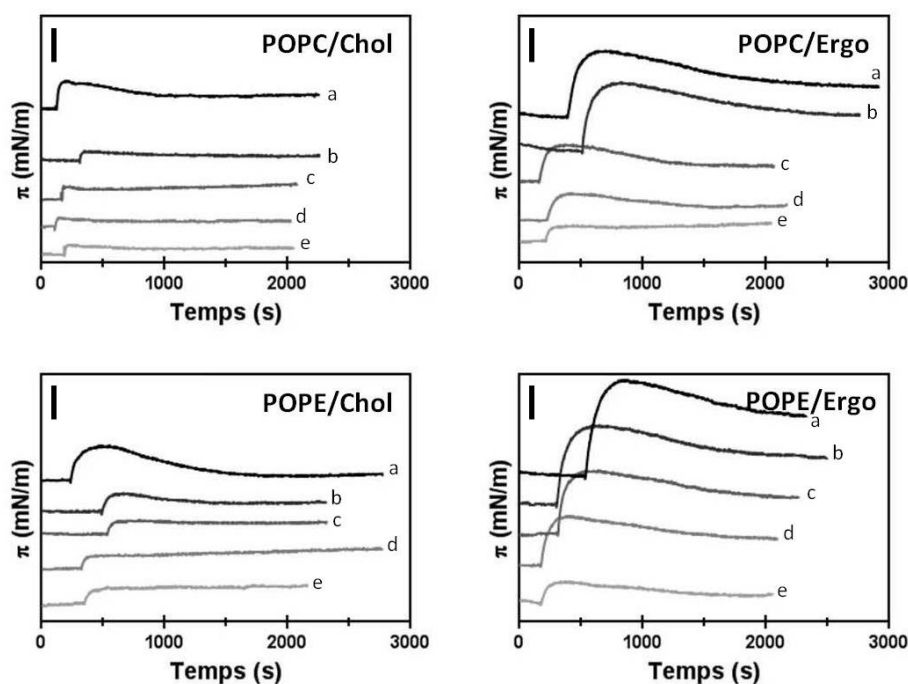 POPC/Chol
π (mN/m)
a
b
c
d
e
0 1000 2000 3000
Temps (s)
POPC/Ergo
π (mN/m)
a
b
c
d
e
0 1000 2000 3000
Temps (s)
POPE/Chol
π (mN/m)
a
b
c
d
e
0 1000 2000 3000
Temps (s)
POPE/Ergo
π (mN/m)
a
b
c
d
e
0 1000 2000 3000
Temps (s)